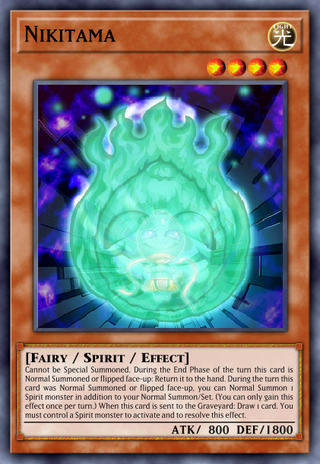 Nikitama
LIGHT
光
[Fairy / Spirit / Effect]
Cannot be Special Summoned. During the End Phase of the turn this card is
Normal Summoned or flipped face-up: Return it to the hand. During the turn this
card was Normal Summoned or flipped face-up, you can Normal Summon 1
Spirit monster in addition to your Normal Summon/Set. (You can only gain this
effect once per turn.) When this card is sent to the Graveyard: Draw 1 card. You
must control a Spirit monster to activate and to resolve this effect.
ATK/ 800 DEF/1800